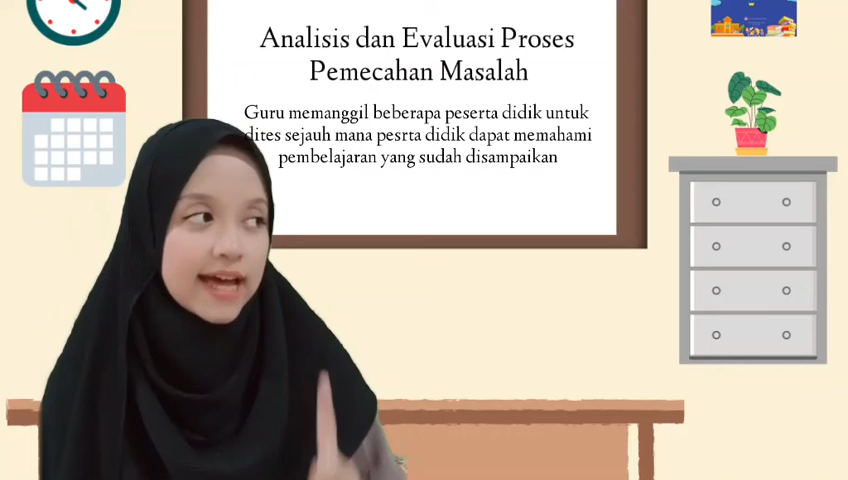 Analisis dan Evaluasi Proses
Pemecahan Masalah
Guru memanggil beberapa peserta didik untuk
dites sejauh mana pesrta didik dapat memahami
pembelajaran yang sudah disampaikan